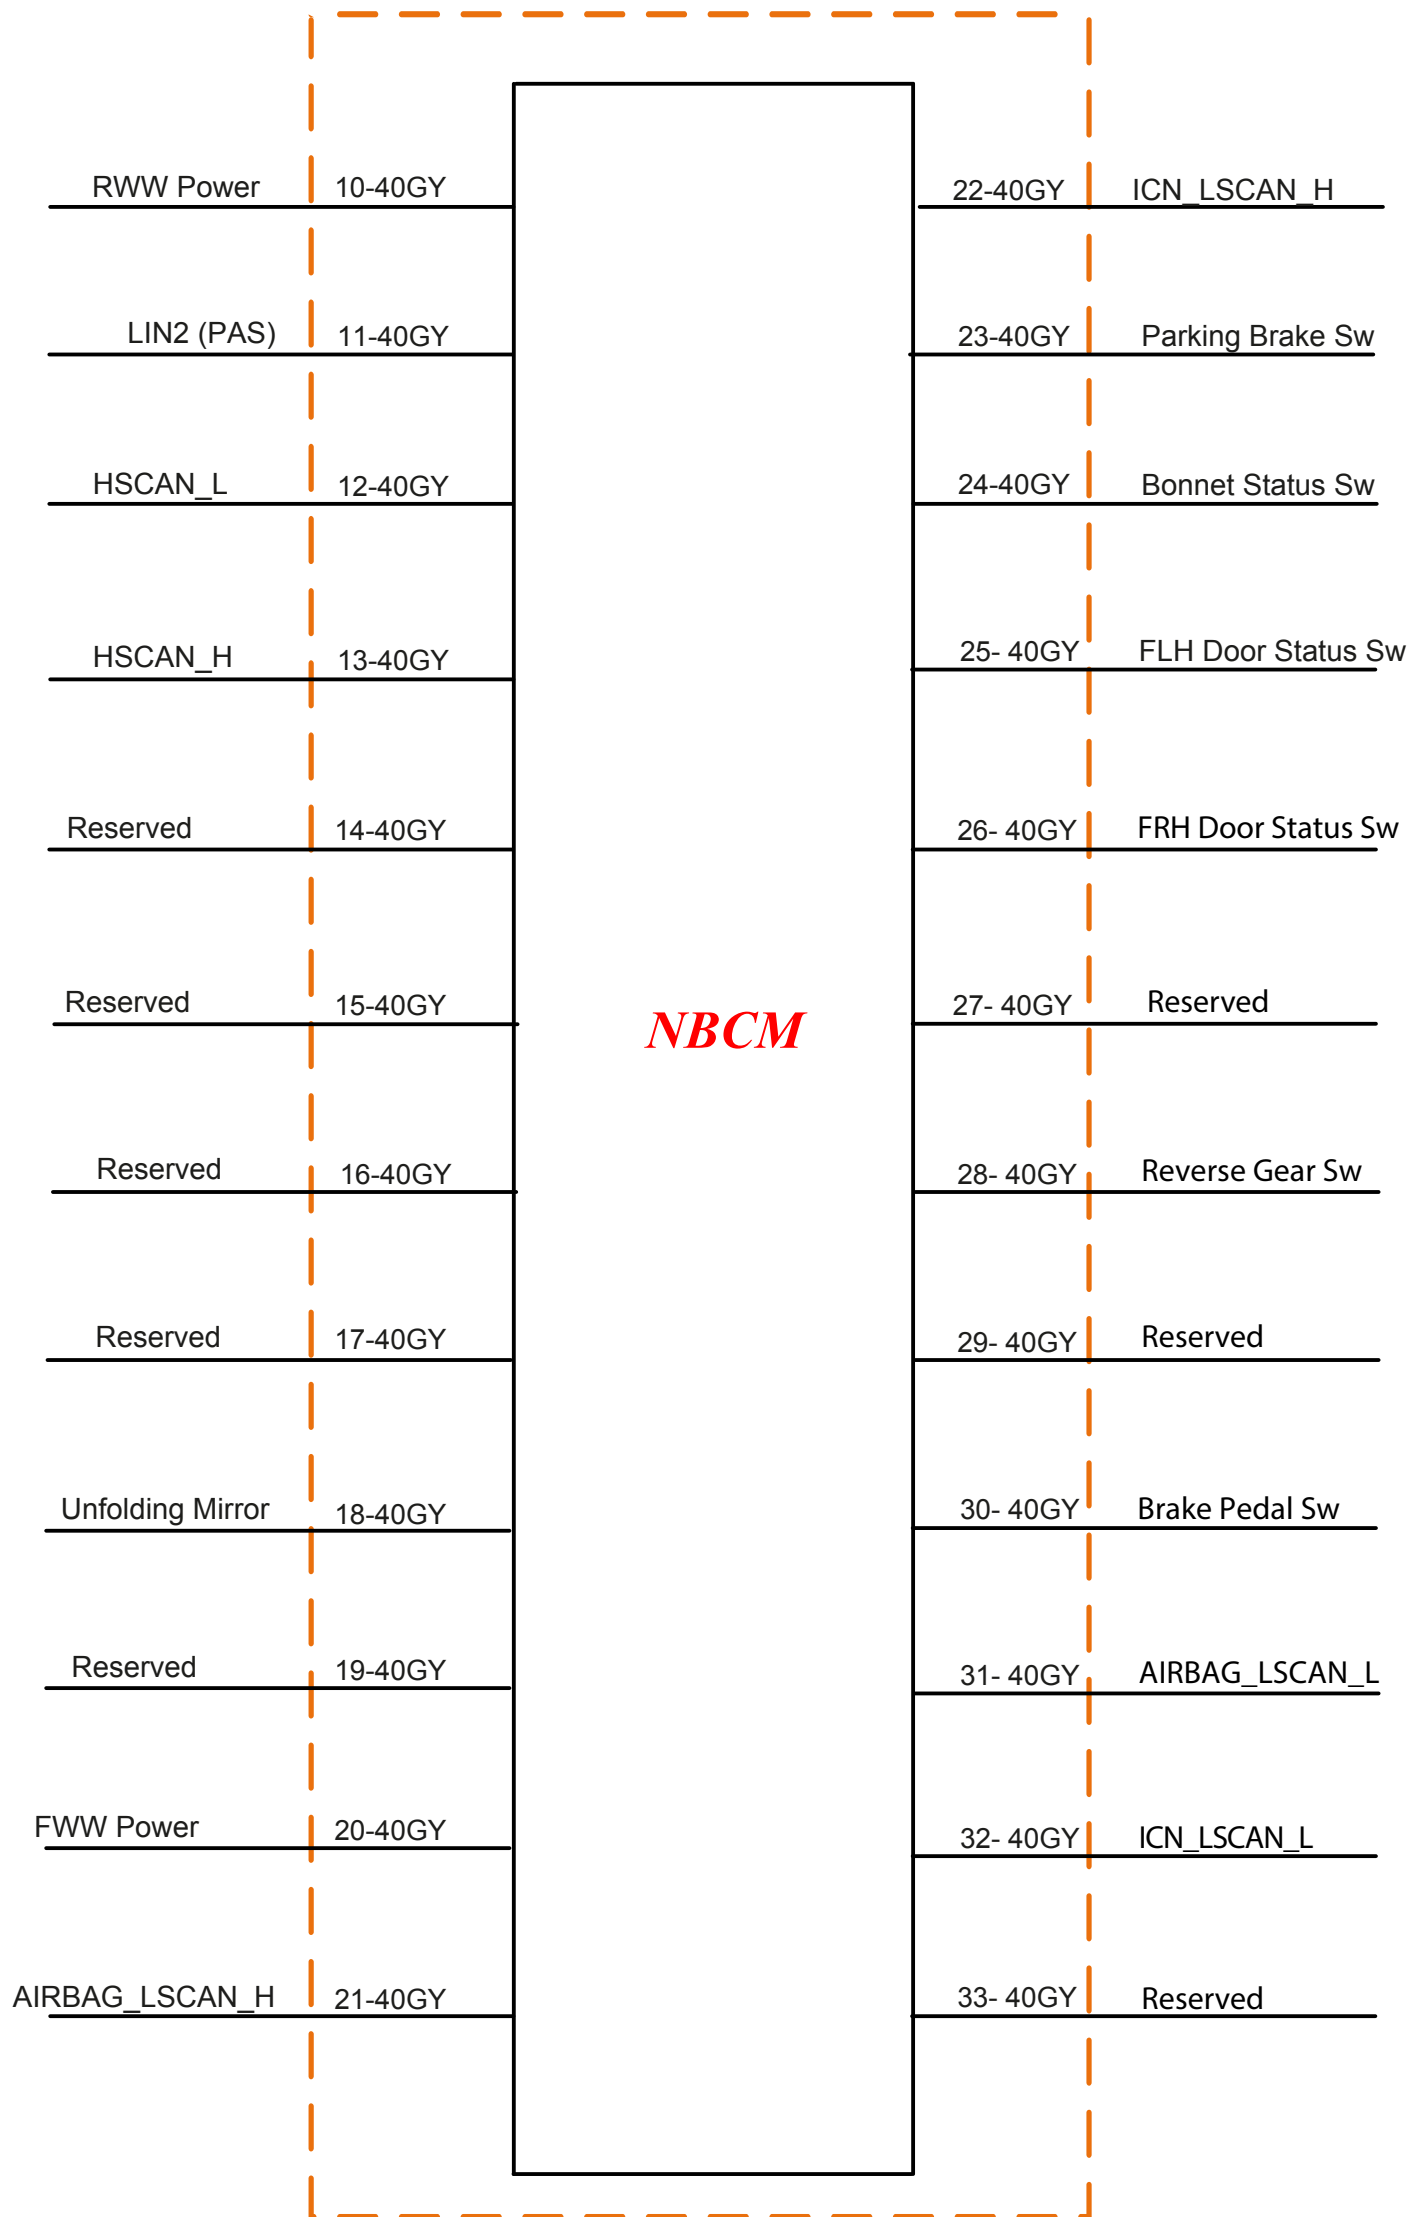 RWW Power 10-40GY 22-40GY ICN_LSCAN_H
LIN2 (PAS) 11-40GY 23-40GY Parking Brake Sw
HSCAN_L 12-40GY 24-40GY Bonnet Status Sw
HSCAN_H 13-40GY 25- 40GY FLH Door Status Sw
Reserved 14-40GY 26- 40GY FRH Door Status Sw
Reserved 15-40GY NBCM 27- 40GY Reserved
Reserved 16-40GY 28- 40GY Reverse Gear Sw
Reserved 17-40GY 29- 40GY Reserved
Unfolding Mirror 18-40GY 30- 40GY Brake Pedal Sw
Reserved 19-40GY 31- 40GY AIRBAG_LSCAN_L
FWW Power 20-40GY 32- 40GY ICN_LSCAN_L
AIRBAG_LSCAN_H 21-40GY 33- 40GY Reserved